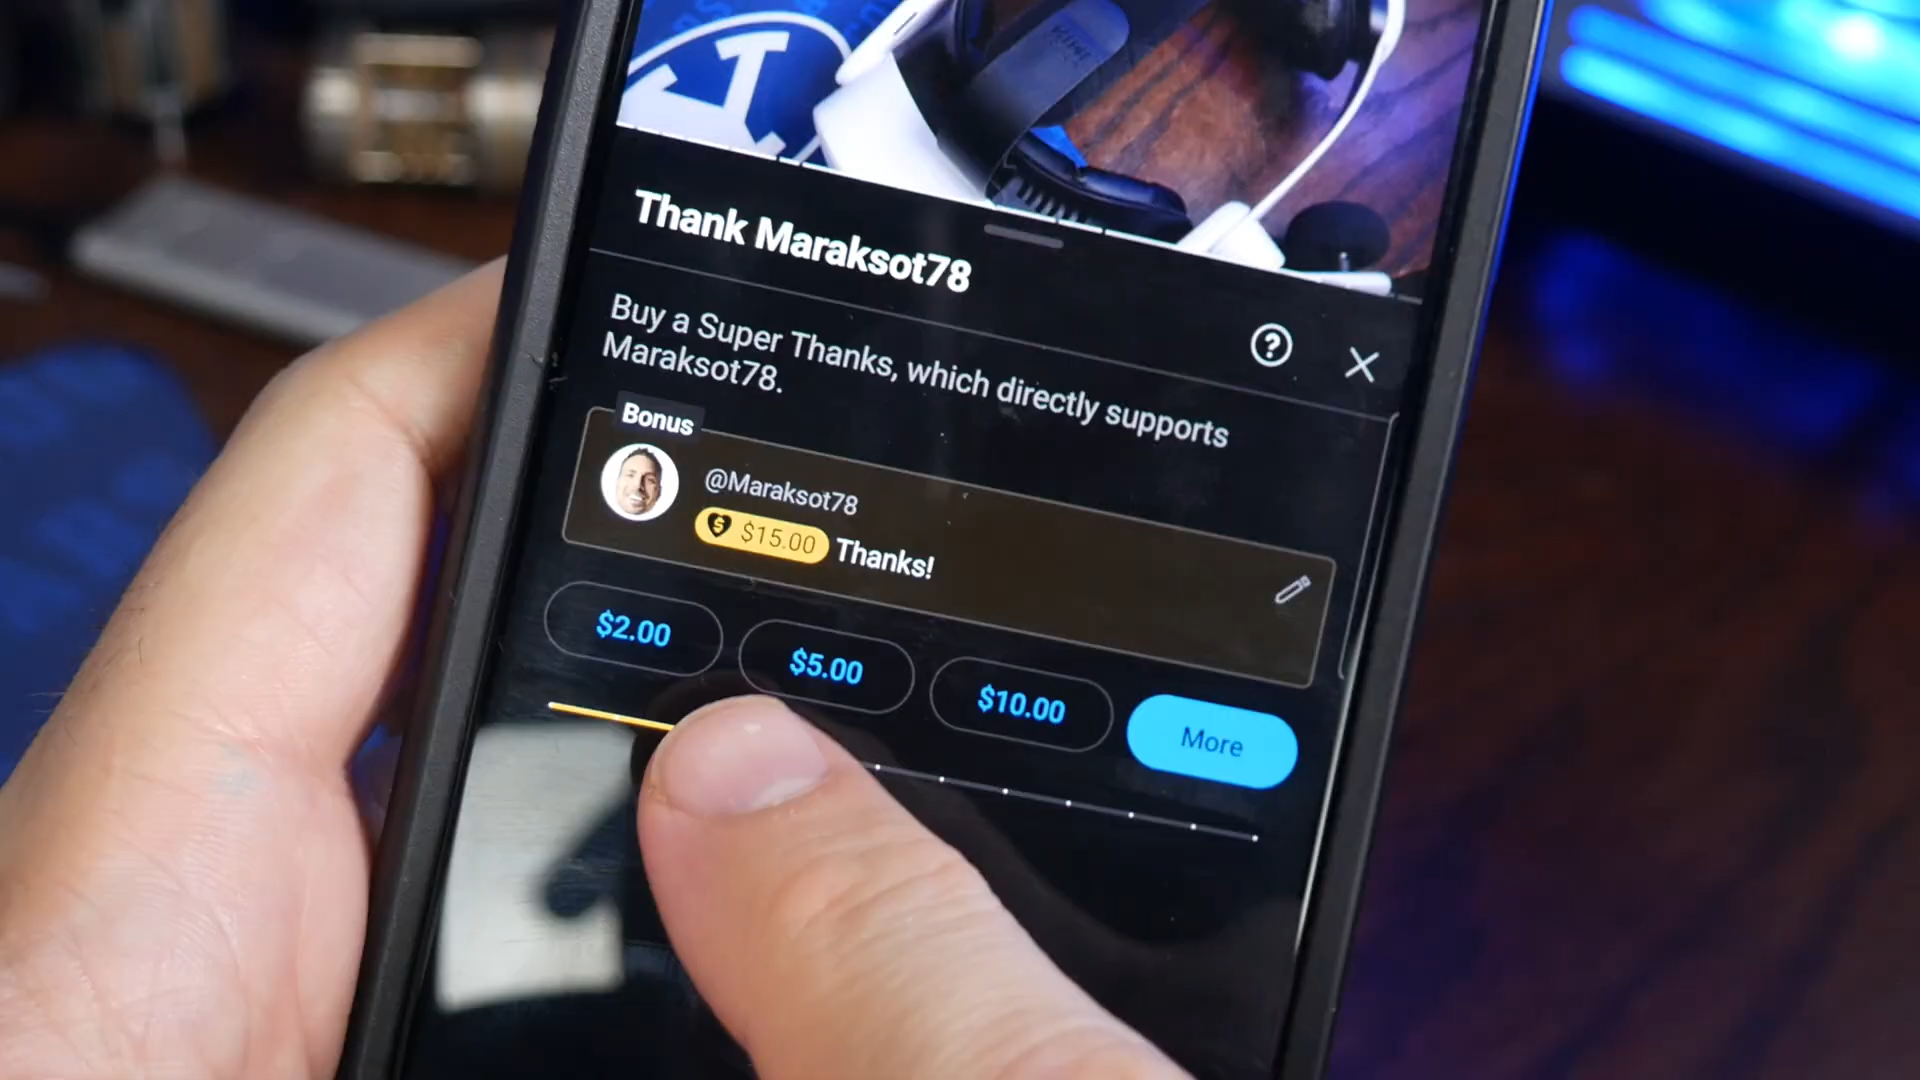 Thank Maraksot78
Buy a Super Thanks, which directly supports
Maraksot78.
Bonus
@Maraksot78
$15.00 Thanks!
$2.00 $5.00 $10.00 More